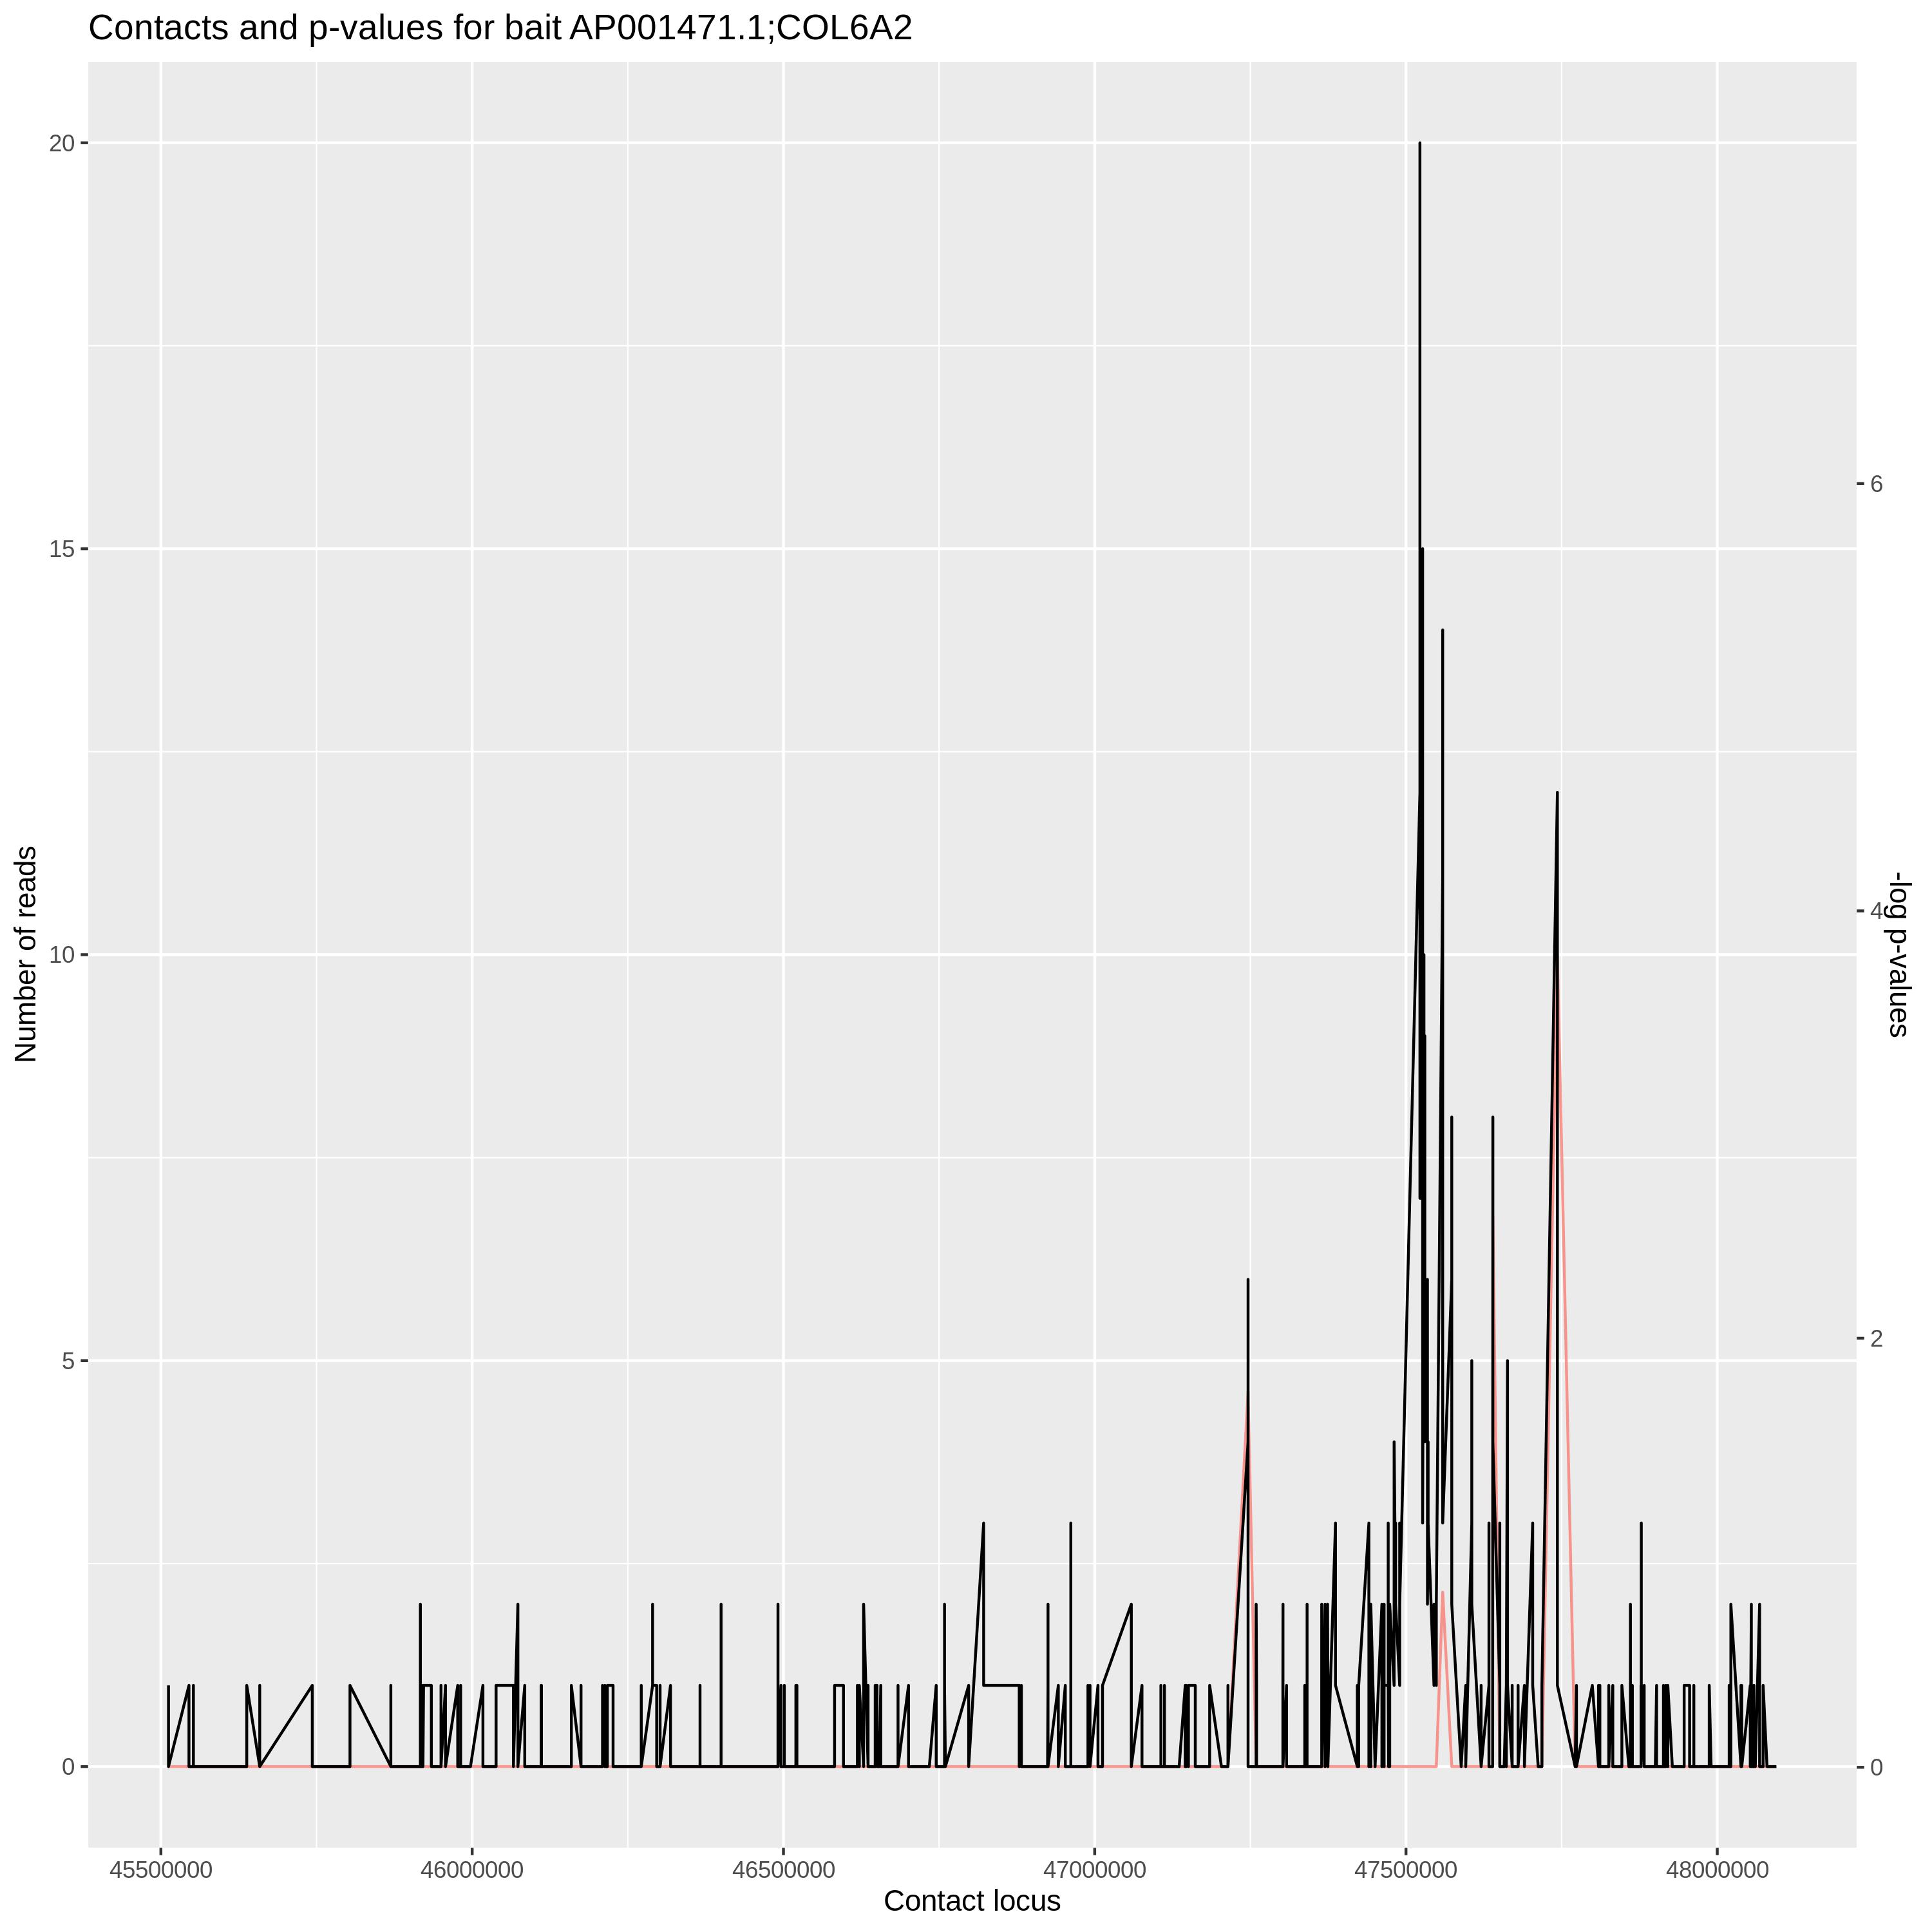 Contacts and p-values for bait AP001471.1;COL6A2
Number of reads
20
15
10
5
0
6
4
2
0
-log p-values
45500000 46000000 46500000 47000000 47500000 48000000
Contact locus